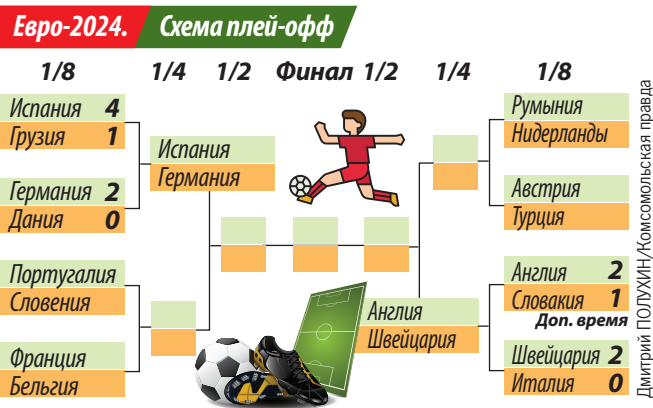 Евро-2024. Схема плей-офф
1/8 1/4 1/2 Финал 1/2 1/4 1/8
Испания 4
Грузия 1
Германия 2
Дания 0
Португалия
Словения
Франция
Бельгия
Испания
Германия
Англия
Швейцария
Румыния
Нидерланды
Австрия
Турция
Англия 2
Словакия 1
Доп. время
Швейцария 2
Италия 0
Дмитрий ПОЛУХИН/Комсомольская правда